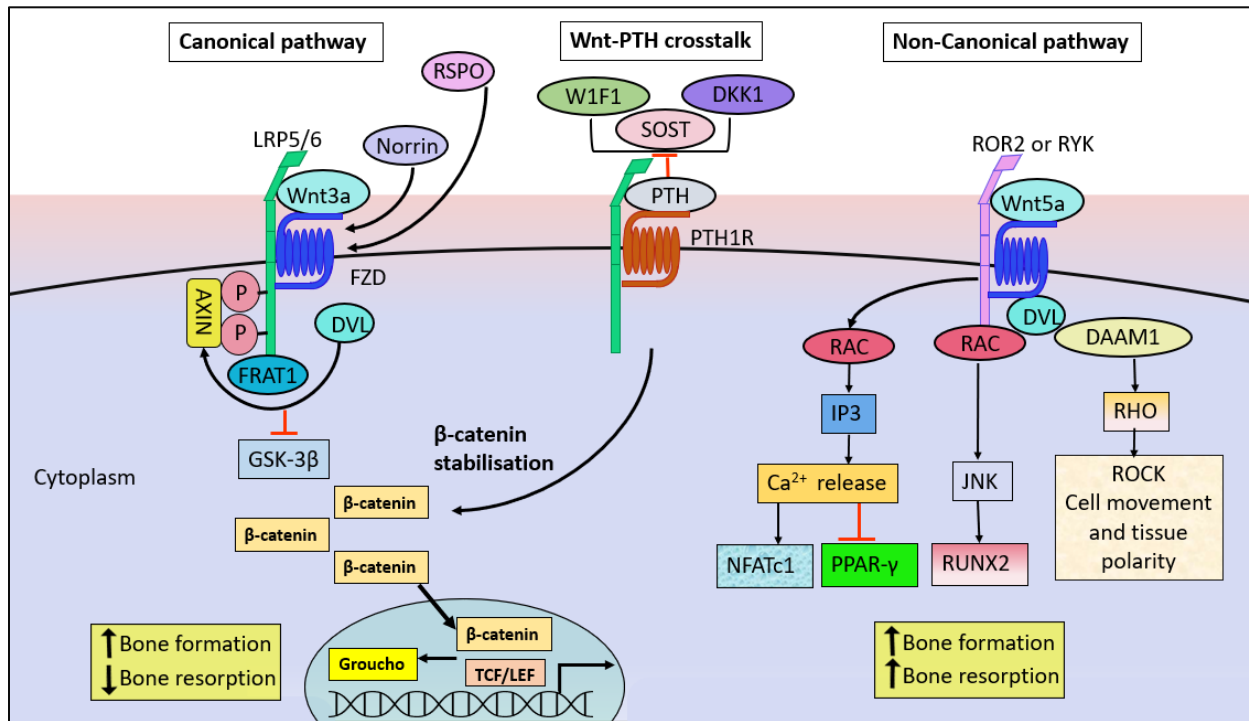 Canonical pathway
Wnt-PTH crosstalk
Non-Canonical pathway
RSPO
W1F1
DKK1
SOST
LRP5/6
Norrin
ROR2 or RYK
Wnt3a
PTH
Wnt5a
PTH1R
FZD
AXIN
P
P
DVL
FRAT1
DVL
RAC
RAC
DAAM1
GSK-3β
β-catenin
stabilisation
IP3
RHO
Cytoplasm
Ca²⁺ release
JNK
ROCK
Cell movement
and tissue
polarity
β-catenin
β-catenin
β-catenin
NFATc1
PPAR-γ
RUNX2
β-catenin
Groucho
TCF/LEF
Bone formation
Bone resorption
Bone formation
Bone resorption